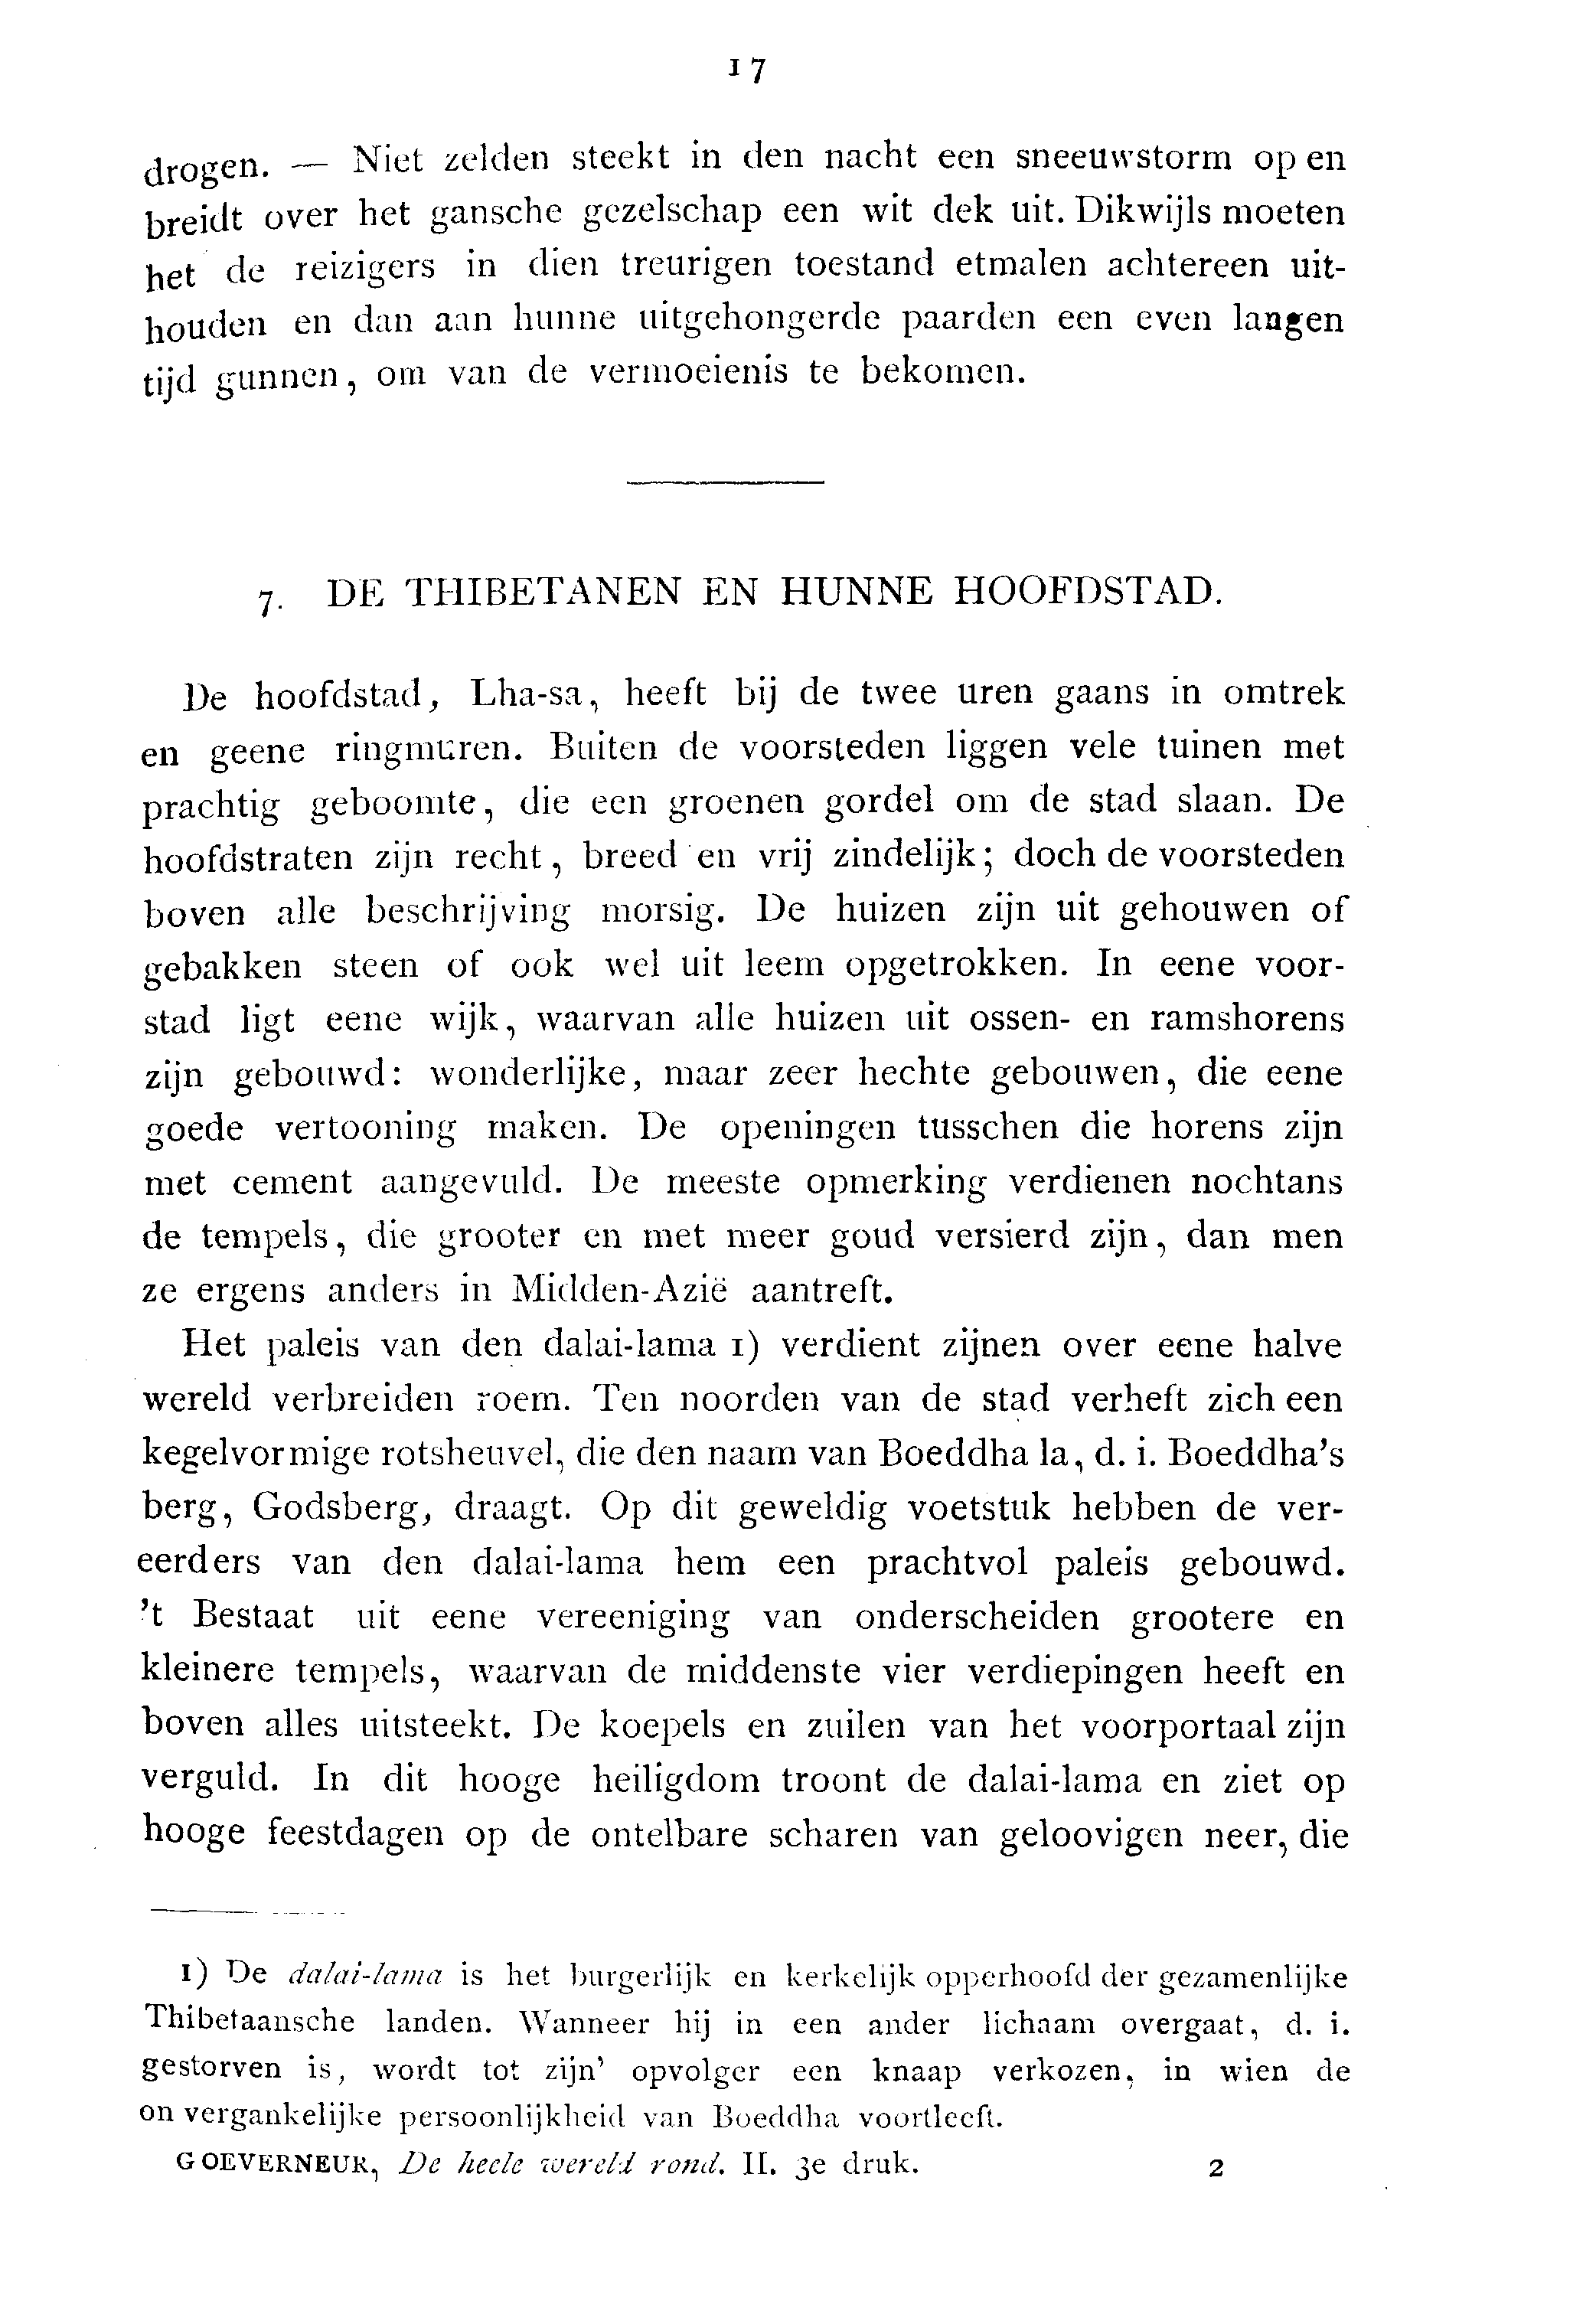 17
drogen. — Niet zelden steekt in den nacht een sneeuwstorm op en
breidt over het gansche gezelschap een wit dek uit. Dikwijls moeten
het de reizigers in dien treurigen toestand etmalen achtereen uit-
houden en dan aan hunne uitgehongerde paarden een even langen
tijd gunnen, om van de vermoeienis te bekomen.
7. DE THIBETANEN EN HUNNE HOOFDSTAD.
De hoofdstad, Lha-sa, heeft bij de twee uren gaans in omtrek
en geene ringmuren. Buiten de voorsteden liggen vele tuinen met
prachtig geboomte, die een groenen gordel om de stad slaan. De
hoofdstraten zijn recht, breed en vrij zindelijk; doch de voorsteden
boven alle beschrijving morsig. De huizen zijn uit gehouwen of
gebakken steen of ook wel uit leem opgetrokken. In eene voor-
stad ligt eene wijk, waarvan alle huizen uit ossen- en ramshorens
zijn gebouwd: wonderlijke, maar zeer hechte gebouwen, die eene
goede vertooning maken. De openingen tusschen die horens zijn
met cement aangevuld. De meeste opmerking verdienen nochtans
de tempels, die grooter en met meer goud versierd zijn, dan men
ze ergens anders in Midden-Azië aantreft.
Het paleis van den dalai-lama 1) verdient zijnen over eene halve
wereld verbreiden roem. Ten noorden van de stad verheft zich een
kegelvormige rotsheuvel, die den naam van Boeddha la, d. i. Boeddha's
berg, Godsberg, draagt. Op dit geweldig voetstuk hebben de ver-
eerders van den dalai-lama hem een prachtvol paleis gebouwd.
't Bestaat uit eene vereeniging van onderscheiden grootere en
kleinere tempels, waarvan de middenste vier verdiepingen heeft en
boven alles uitsteekt. De koepels en zuilen van het voorportaal zijn
verguld. In dit hooge heiligdom troont de dalai-lama en ziet op
hooge feestdagen op de ontelbare scharen van geloovigen neer, die
1) De dalai-lama is het burgerlijk en kerkelijk opperhoofd der gezamenlijke
Thibetaansche landen. Wanneer hij in een ander lichaam overgaat, d. i.
gestorven is, wordt tot zijn' opvolger een knaap verkozen, in wien de
onvergankelijke persoonlijkheid van Boeddha voortleeft.
GOEVERNEUR, De heele wereld rond. II. 3e druk. 2